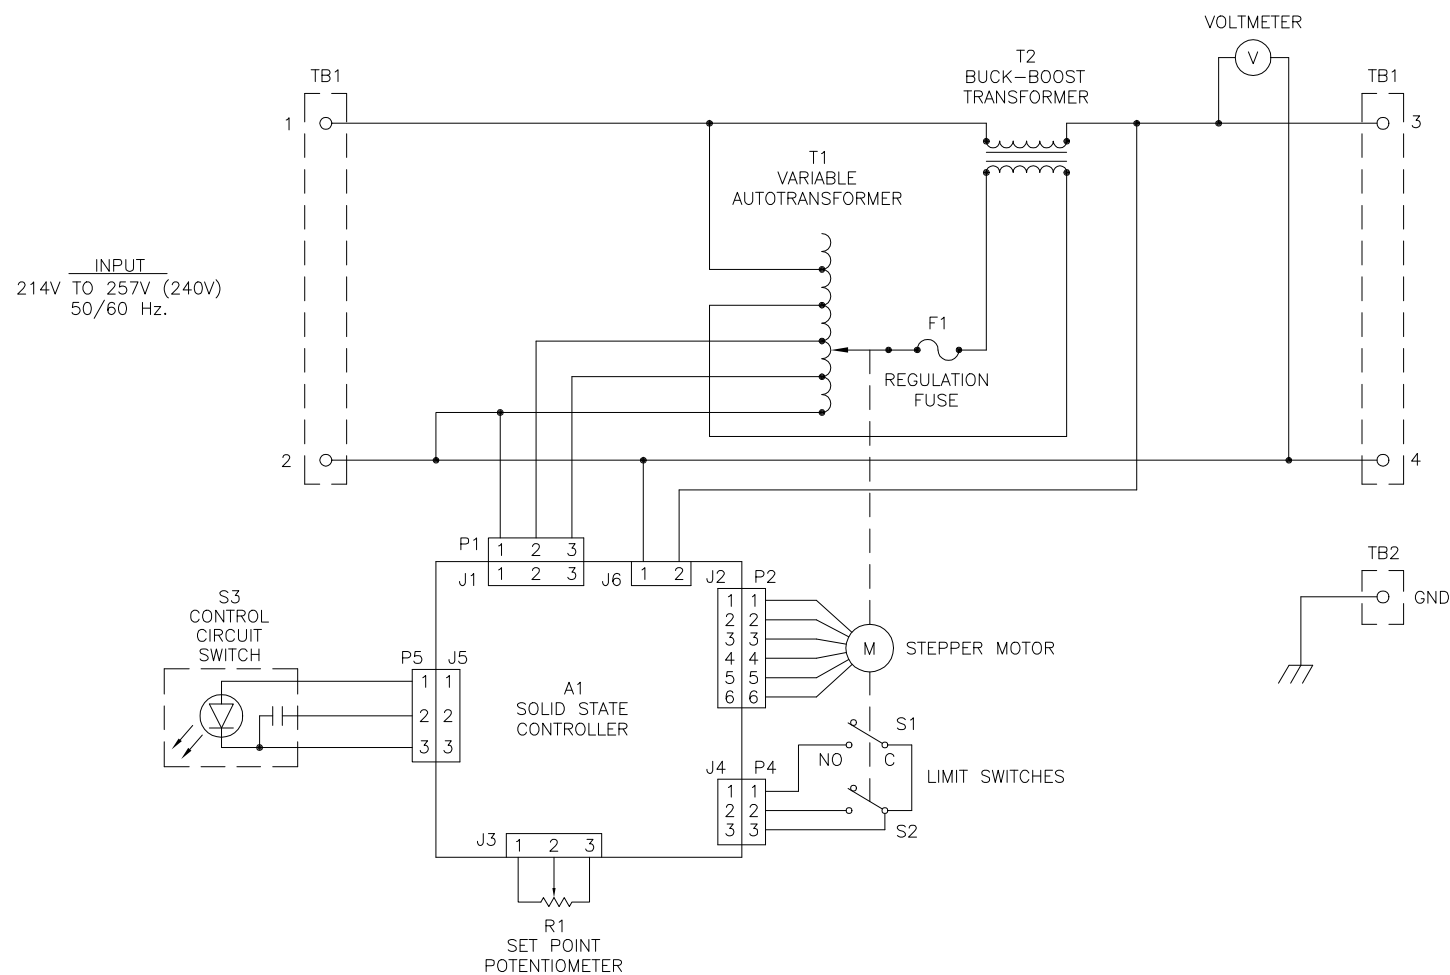 VOLTMETER
V
T2
BUCK-BOOST
TRANSFORMER
TB1
TB1
1
3
T1
VARIABLE
AUTOTRANSFORMER
INPUT
214V TO 257V (240V)
50/60 Hz.
F1
REGULATION
FUSE
2
4
P1 1 2 3
J1 1 2 3
J6 1 2
J2 P2
1 1
2 2
3 3
4 4
5 5
6 6
M STEPPER MOTOR
TB2
GND
S3
CONTROL
CIRCUIT
SWITCH
P5 J5
1 1
2 2
3 3
A1
SOLID STATE
CONTROLLER
S1
NO C
LIMIT SWITCHES
S2
J4 P4
1 1
2 2
3 3
J3 1 2 3
R1
SET POINT
POTENTIOMETER